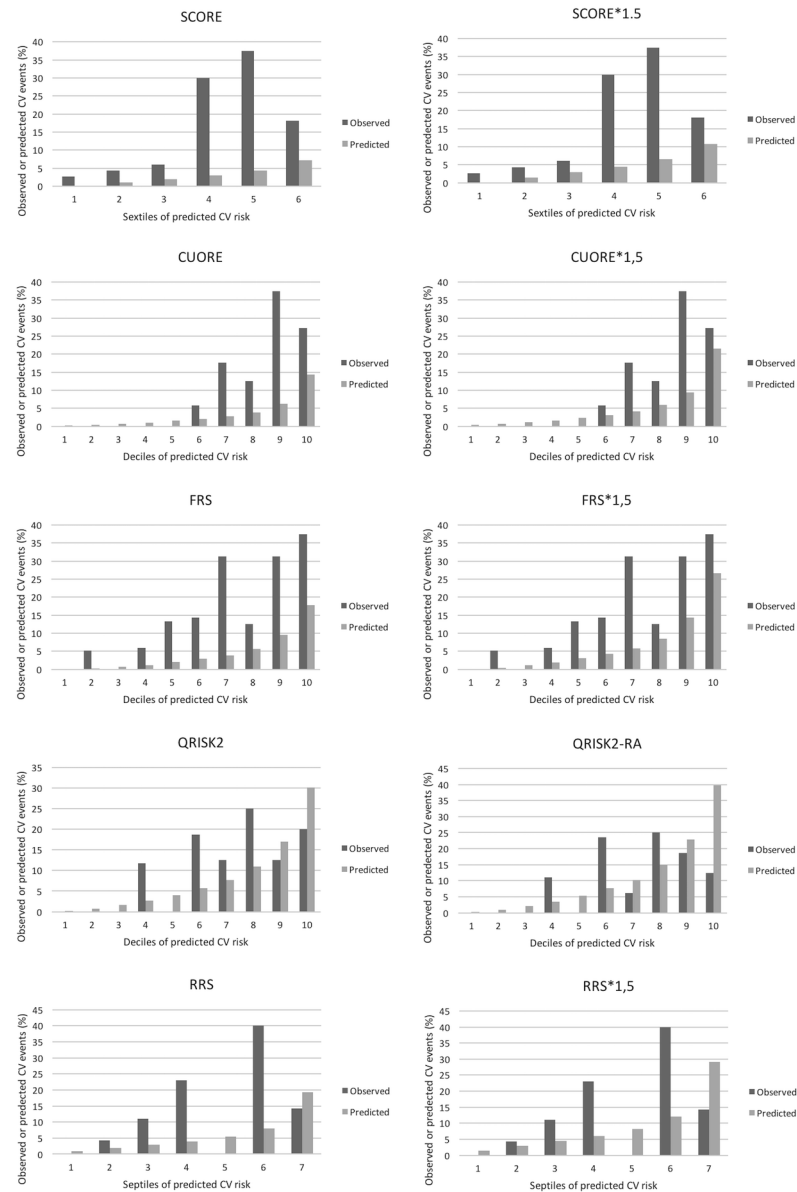 SCORE
Observed or predected CV events (%)
40
35
30
25
20
15
10
5
0
1 2 3 4 5 6
Sextiles of predicted CV risk
Observed
Predicted
SCORE*1.5
Observed or predected CV events (%)
40
35
30
25
20
15
10
5
0
1 2 3 4 5 6
Sextiles of predicted CV risk
Observed
Predicted
CUORE
Observed or predected CV events (%)
40
35
30
25
20
15
10
5
0
1 2 3 4 5 6 7 8 9 10
Deciles of predicted CV risk
Observed
Predicted
CUORE*1,5
Observed or predected CV events (%)
40
35
30
25
20
15
10
5
0
1 2 3 4 5 6 7 8 9 10
Deciles of predicted CV risk
Observed
Predicted
FRS
Observed or predected CV events (%)
40
35
30
25
20
15
10
5
0
1 2 3 4 5 6 7 8 9 10
Deciles of predicted CV risk
Observed
Predicted
FRS*1,5
Observed or predected CV events (%)
40
35
30
25
20
15
10
5
0
1 2 3 4 5 6 7 8 9 10
Deciles of predicted CV risk
Observed
Predicted
QRISK2
Observed or predected CV events (%)
35
30
25
20
15
10
5
0
1 2 3 4 5 6 7 8 9 10
Deciles of predicted CV risk
Observed
Predicted
QRISK2-RA
Observed or predected CV events (%)
45
40
35
30
25
20
15
10
5
0
1 2 3 4 5 6 7 8 9 10
Deciles of predicted CV risk
Observed
Predicted
RRS
Observed or predected CV events (%)
45
40
35
30
25
20
15
10
5
0
1 2 3 4 5 6 7
Septiles of predicted CV risk
Observed
Predicted
RRS*1,5
Observed or predected CV events (%)
45
40
35
30
25
20
15
10
5
0
1 2 3 4 5 6 7
Septiles of predicted CV risk
Observed
Predicted